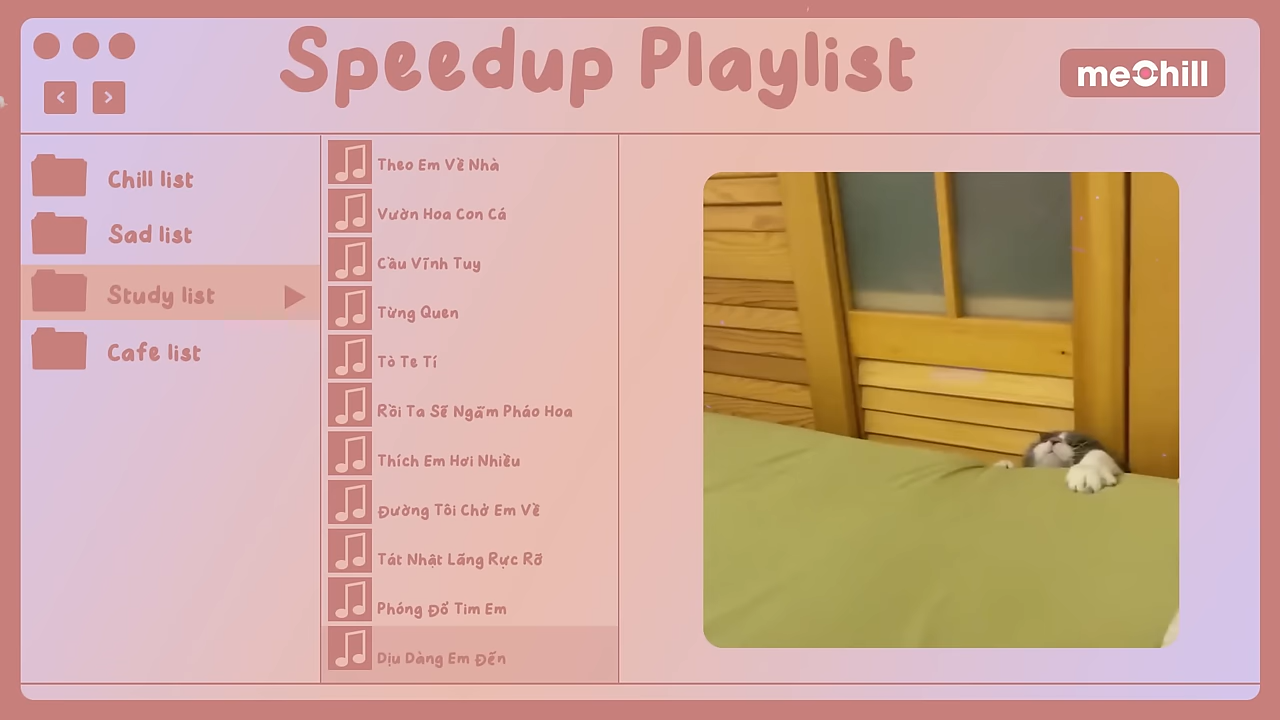 Speedup Playlist
meChill
Chill list
Sad list
Study list
Cafe list
Theo Em Về Nhà
Vườn Hoa Con Cá
Cầu Vĩnh Tuy
Từng Quen
Tò Te Tí
Rồi Ta Sẽ Ngắm Pháo Hoa
Thích Em Hơi Nhiều
Đường Tôi Chở Em Về
Tát Nhật Lãng Rực Rỡ
Phóng Đổ Tim Em
Dịu Dàng Em Đến